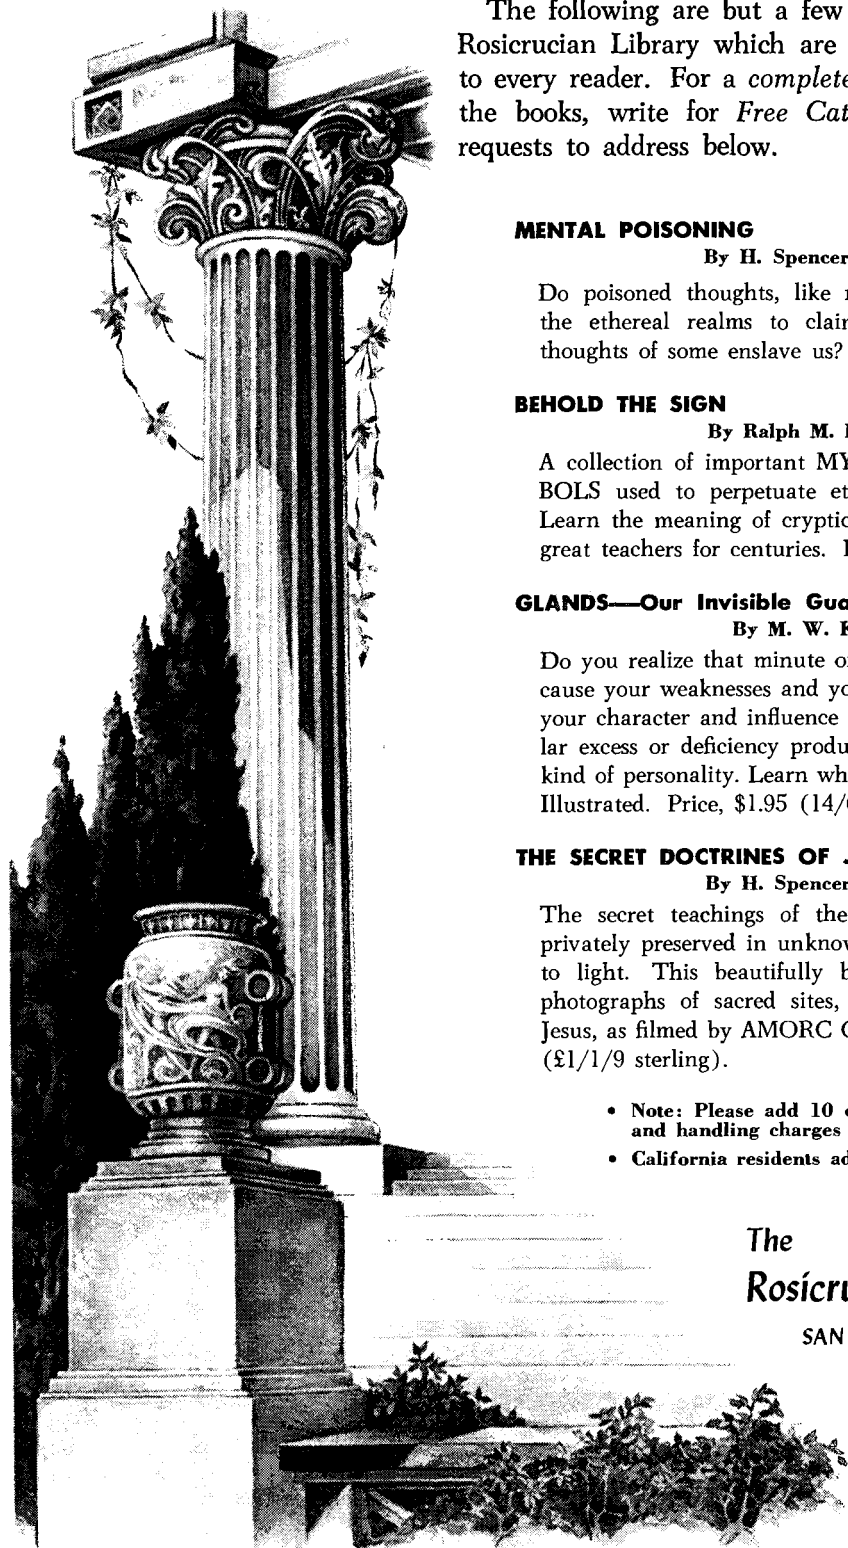 The following are but a few
Rosicrucian Library which are
to every reader. For a complete
the books, write for Free Cat
requests to address below.
MENTAL POISONING
By H. Spencer
Do poisoned thoughts, like
the ethereal realms to clai
thoughts of some enslave us?
BEHOLD THE SIGN
By Ralph M.
A collection of important MY
BOLS used to perpetuate et
Learn the meaning of cryptic
great teachers for centuries.
GLANDS—Our Invisible Gua
By M. W. K
Do you realize that minute o
cause your weaknesses and yo
your character and influence
lar excess or deficiency produ
kind of personality. Learn wh
Illustrated. Price, $1.95 (14/
THE SECRET DOCTRINES OF
By H. Spencer
The secret teachings of the
privately preserved in unknow
to light. This beautifully b
photographs of sacred sites,
Jesus, as filmed by AMORC
(£1/1/9 sterling).
• Note: Please add 10
and handling charges
• California residents ad
The
Rosicru
SAN